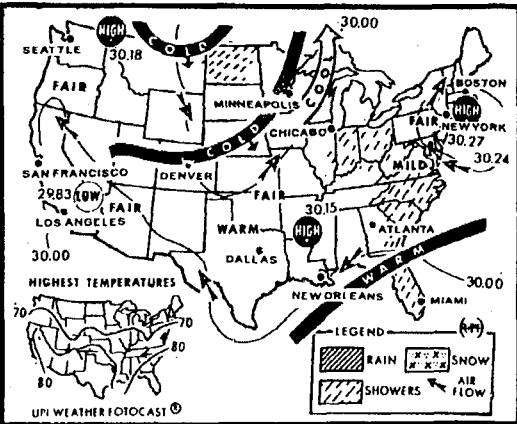 30.00
SEATTLE
HIGH
30.18
COLD
FAIR
MINNEAPOLIS
BOSTON
HIGH
FAIR
NEW YORK
30.27
CHICAGO
COLD
30.24
MILD
SAN FRANCISCO
DENVER
29.83
LOW
FAIR
FAIR
30.15
LOS ANGELES
HIGH
WARM
ATLANTA
30.00
DALLAS
WARM
HIGHEST TEMPERATURES
NEW ORLEANS
30.00
MIAMI
70
70
80
80
LEGEND
RAIN
SNOW
SHOWERS
AIR FLOW
UPI WEATHER FOTOCAST ®